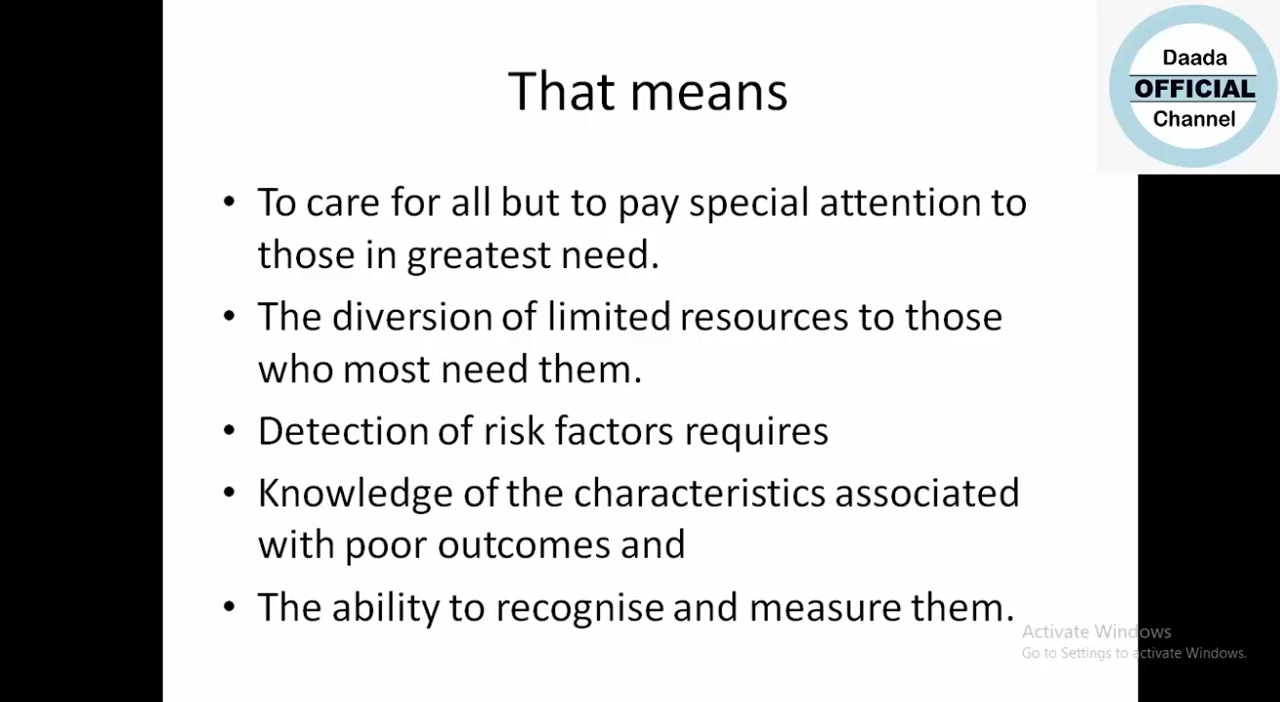 That means
Daada
OFFICIAL
Channel
• To care for all but to pay special attention to
those in greatest need.
• The diversion of limited resources to those
who most need them.
• Detection of risk factors requires
• Knowledge of the characteristics associated
with poor outcomes and
• The ability to recognise and measure them.
Activate Windows
Go to Settings to activate Windows.